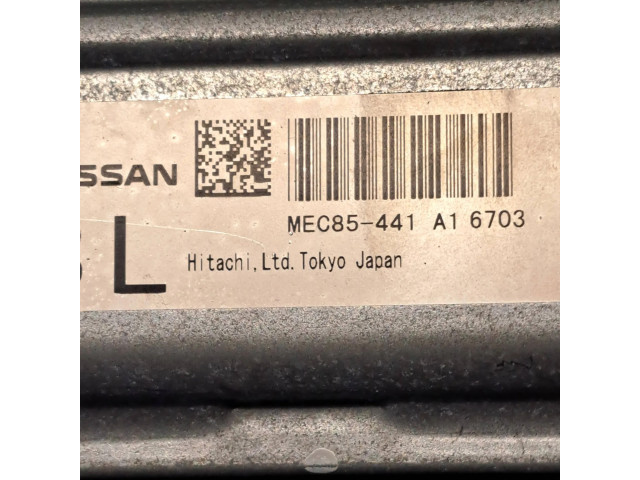 SSAN
MEC85-441 A1 6703
L
Hitachi,Ltd.Tokyo Japan